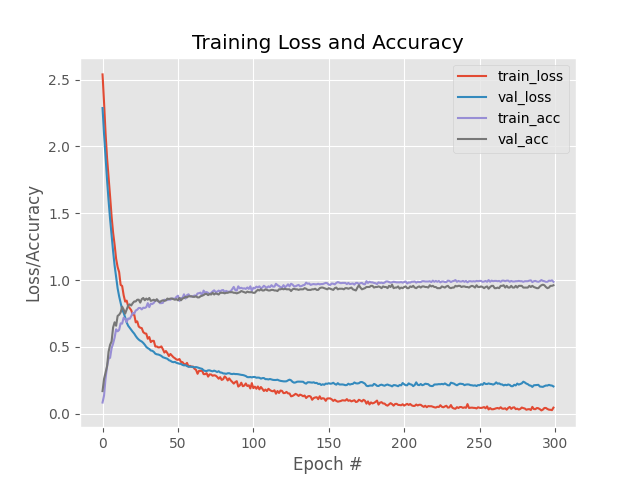 Training Loss and Accuracy
train_loss
val_loss
train_acc
val_acc
Loss/Accuracy
2.5
2.0
1.5
1.0
0.5
0.0
0 50 100 150 200 250 300
Epoch #